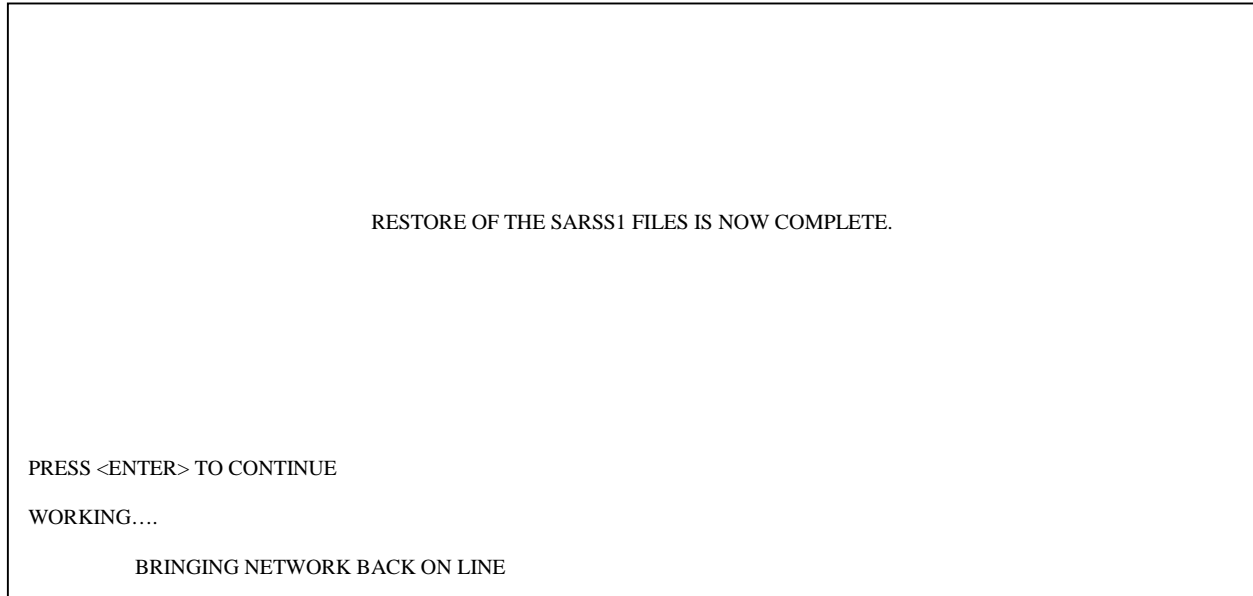 RESTORE OF THE SARSS1 FILES IS NOW COMPLETE.
PRESS <ENTER> TO CONTINUE
WORKING….
BRINGING NETWORK BACK ON LINE